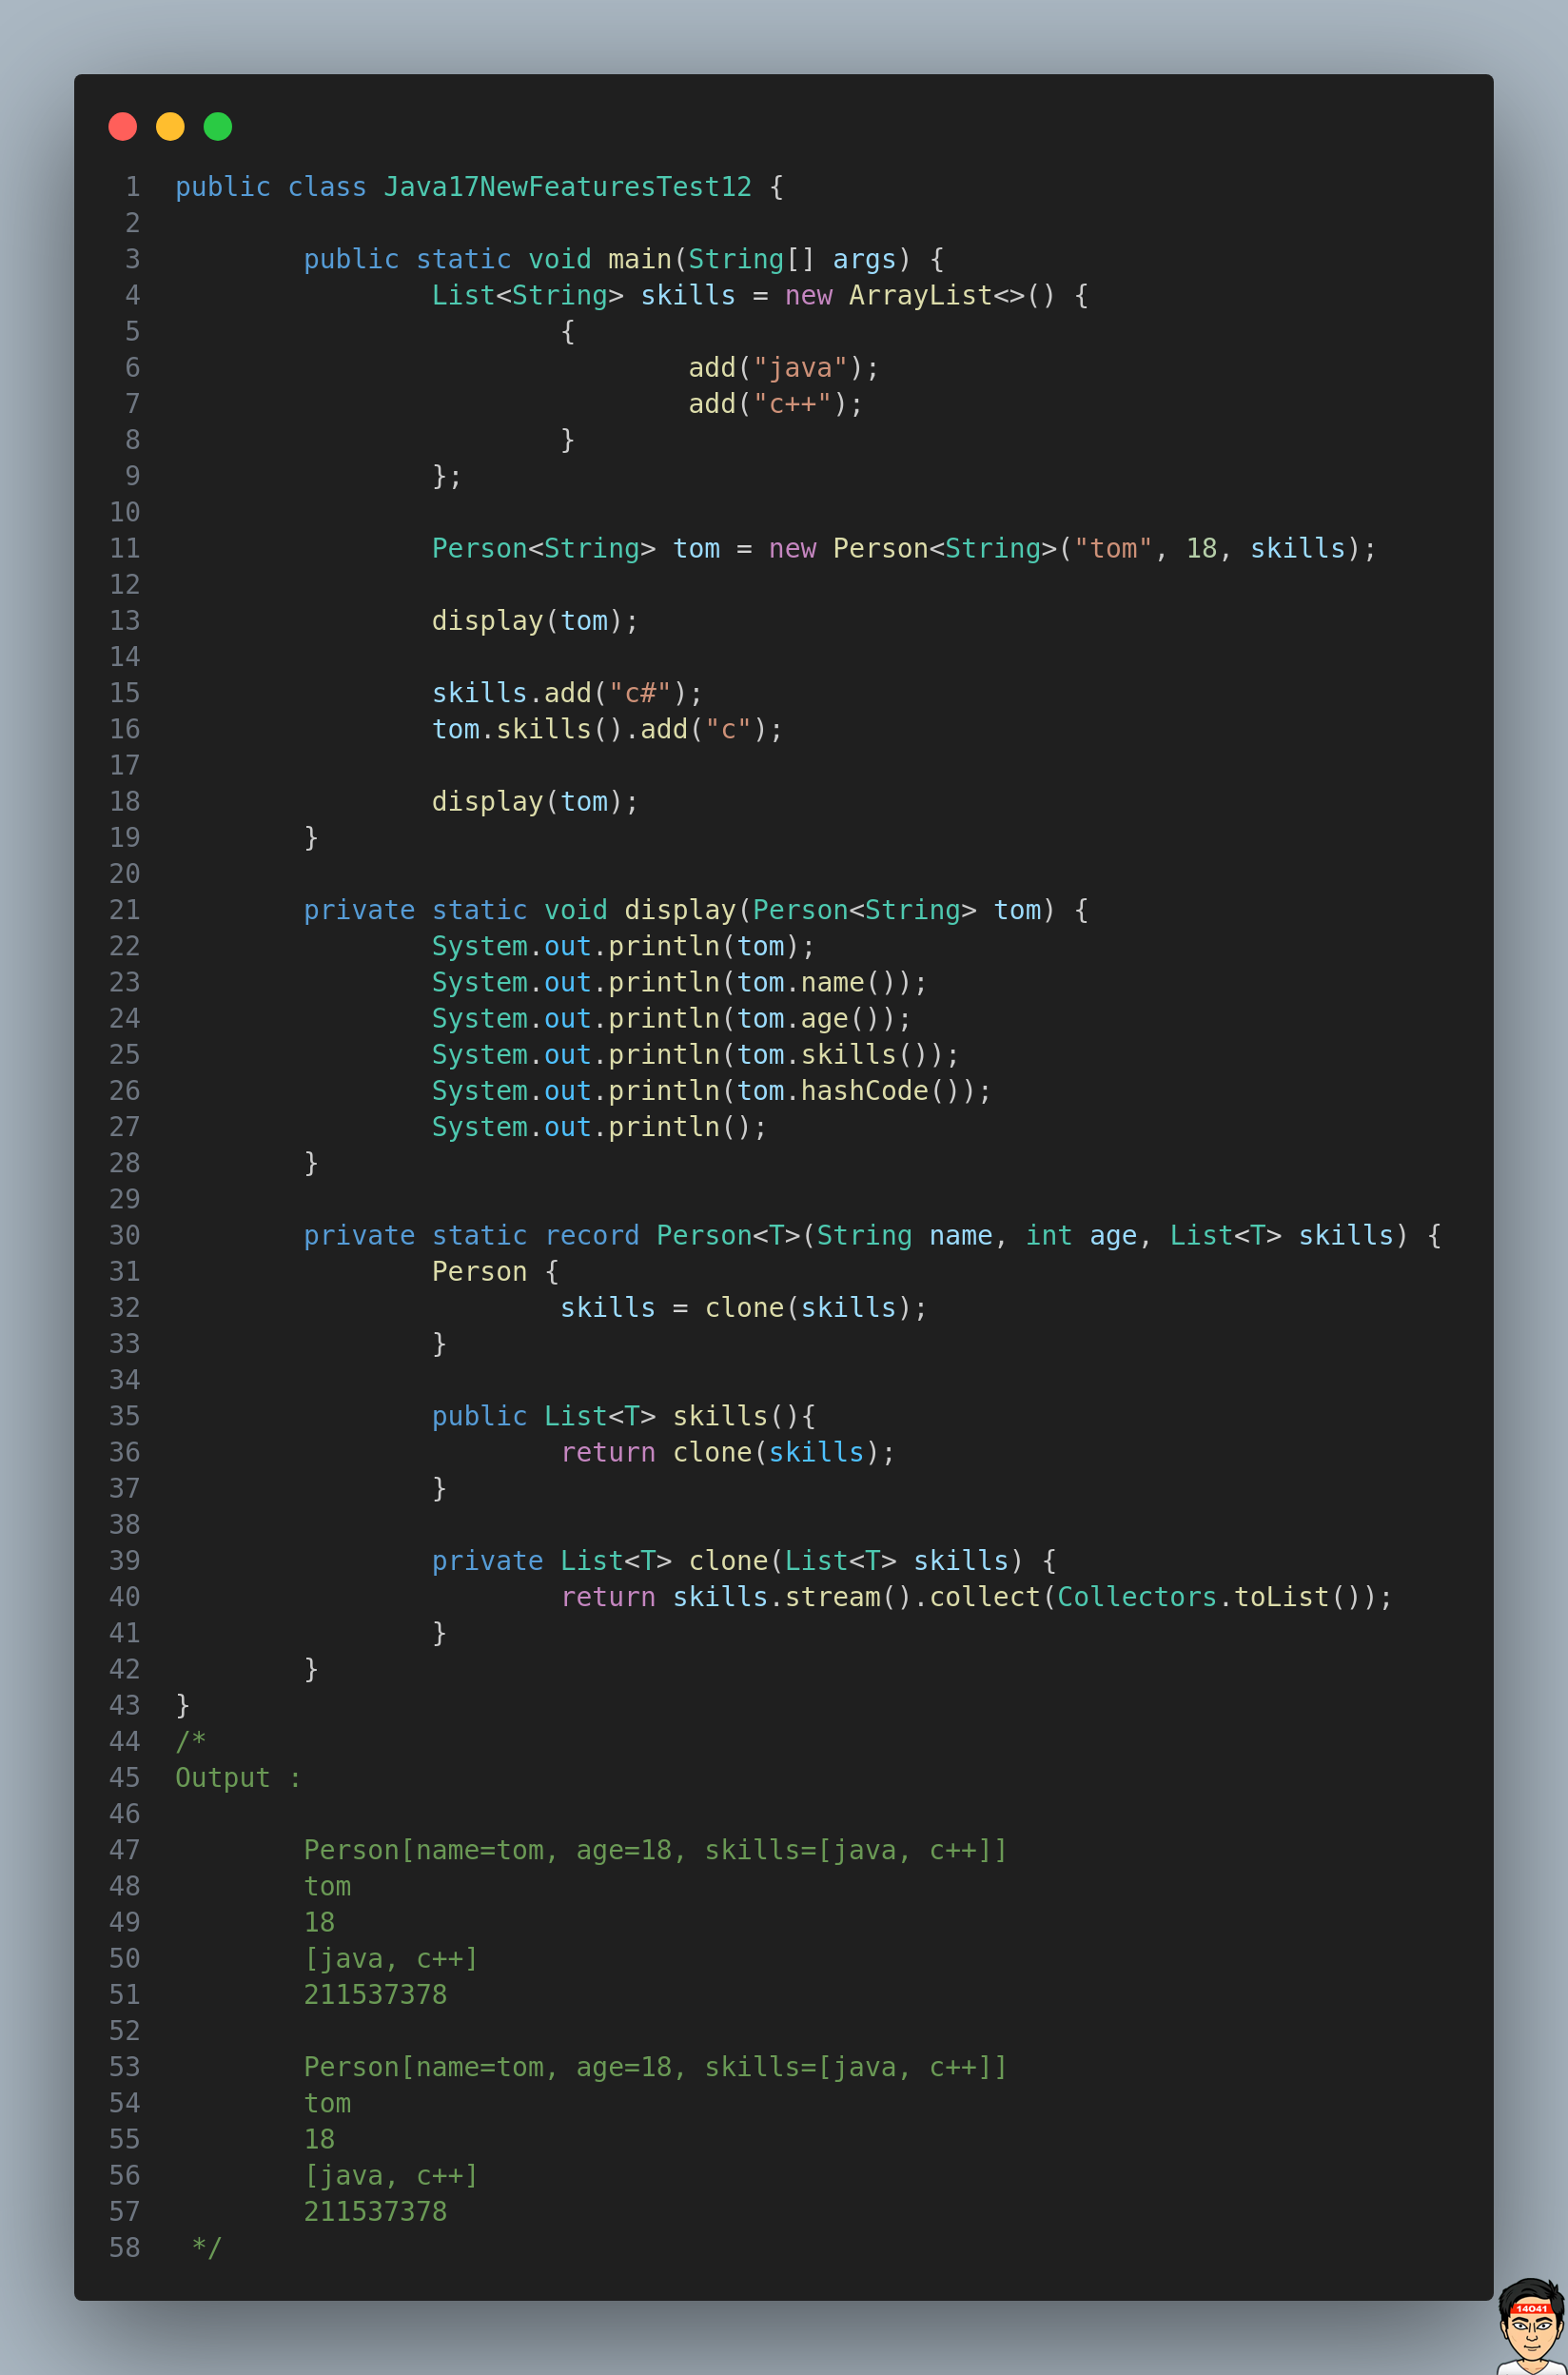 1 public class Java17NewFeaturesTest12 {
2
3 public static void main(String[] args) {
4 List<String> skills = new ArrayList<>() {
5 {
6 add("java");
7 add("c++");
8 }
9 };
10
11 Person<String> tom = new Person<String>("tom", 18, skills);
12
13 display(tom);
14
15 skills.add("c#");
16 tom.skills().add("c");
17
18 display(tom);
19 }
20
21 private static void display(Person<String> tom) {
22 System.out.println(tom);
23 System.out.println(tom.name());
24 System.out.println(tom.age());
25 System.out.println(tom.skills());
26 System.out.println(tom.hashCode());
27 System.out.println();
28 }
29
30 private static record Person<T>(String name, int age, List<T> skills) {
31 Person {
32 skills = clone(skills);
33 }
34
35 public List<T> skills(){
36 return clone(skills);
37 }
38
39 private List<T> clone(List<T> skills) {
40 return skills.stream().collect(Collectors.toList());
41 }
42 }
43 }
44 /*
45 Output :
46
47 Person[name=tom, age=18, skills=[java, c++]]
48 tom
49 18
50 [java, c++]
51 211537378
52
53 Person[name=tom, age=18, skills=[java, c++]]
54 tom
55 18
56 [java, c++]
57 211537378
58 */
14041